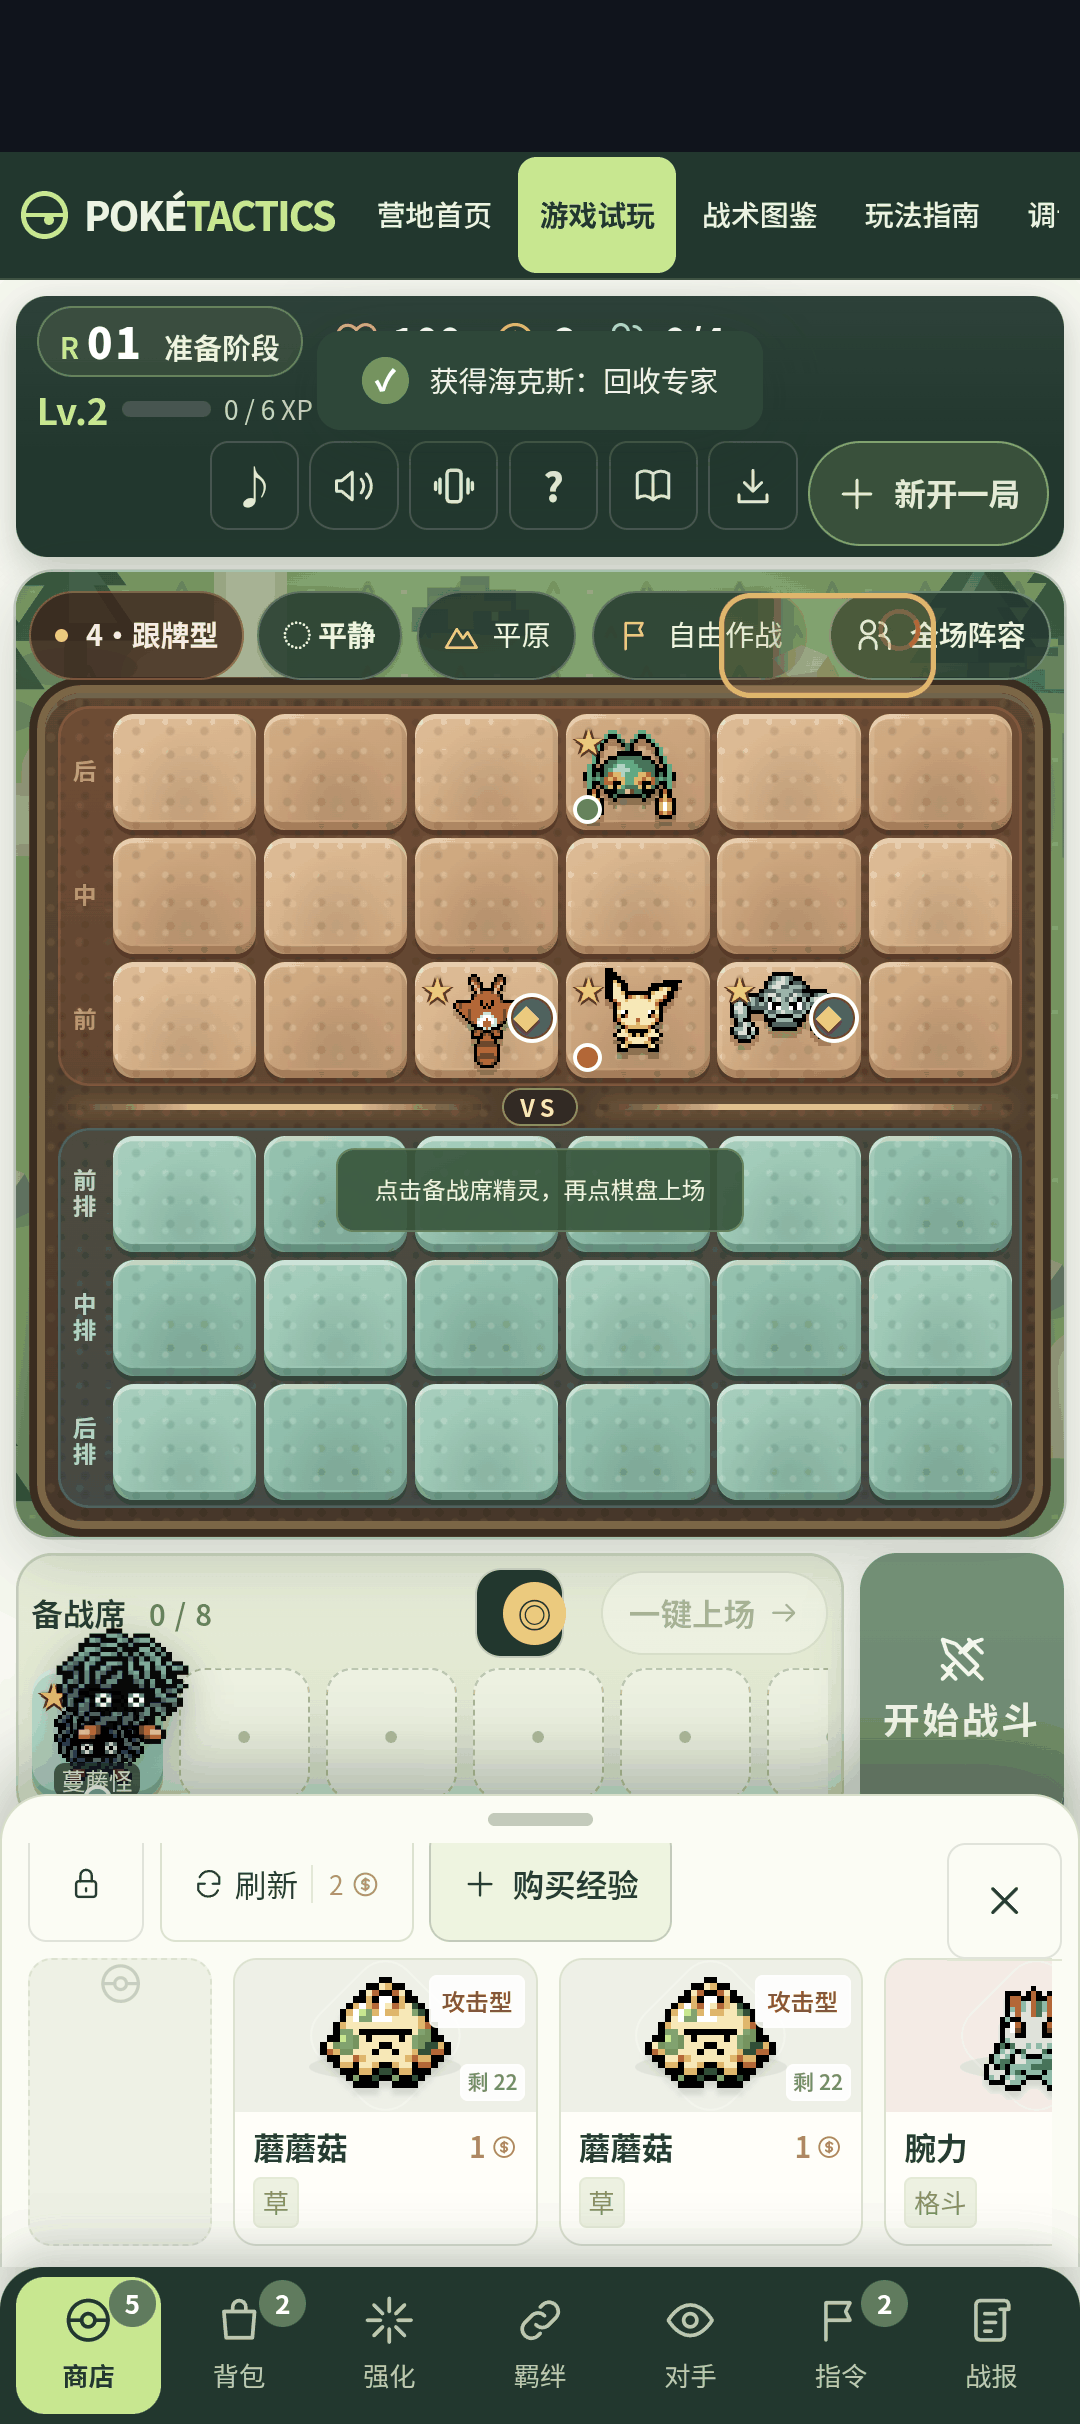 POKÉTACTICS 营地首页 游戏试玩 战术图鉴 玩法指南
R 01 准备阶段
获得海克斯：回收专家
Lv.2 0 / 6 XP
?
新开一局
4·跟牌型 平静 平原 自由作战 全场阵容
后
中
前
VS
前排
点击备战席精灵，再点棋盘上场
中排
后排
备战席 0 / 8 一键上场
开始战斗
蔓藤怪
刷新 2 购买经验
攻击型 攻击型
剩 22 剩 22
蘑蘑菇 1 蘑蘑菇 1 腕力
草 草 格斗
5 2 2
商店 背包 强化 羁绊 对手 指令 战报